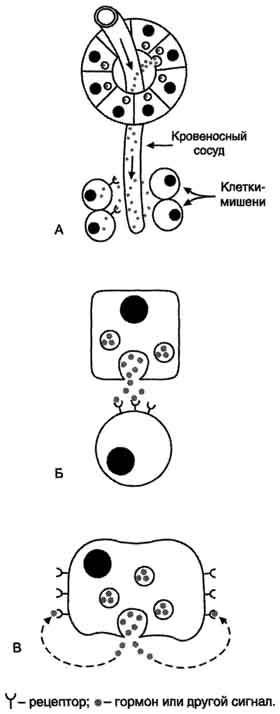 Кровеносный
сосуд
Клетки-
мишени
А
Б
В
– рецептор; – гормон или другой сигнал.